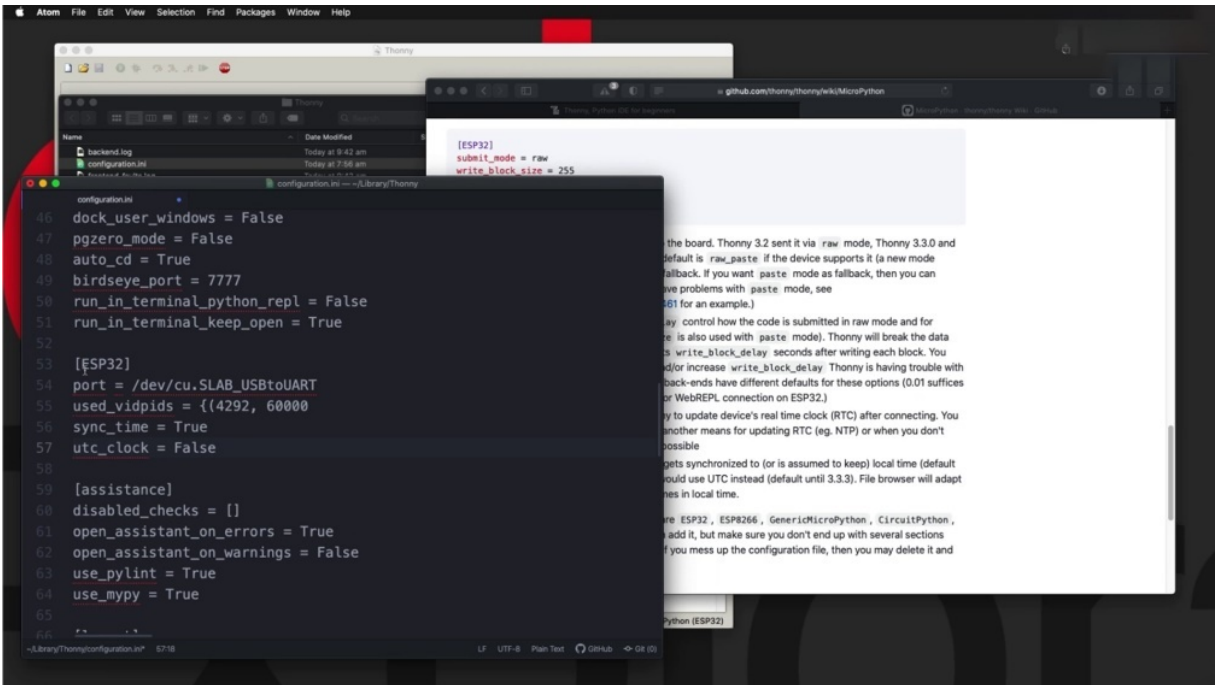 Atom File Edit View Selection Find Packages Window Help
Thonny
Thonny
Name
Date Modified
backend.log
Today at 9:42 am
configuration.ini
Today at 7:56 am
github.com/thonny/thonny/wiki/MicroPython
Thonny, Python IDE for beginners
MicroPython · thonny/thonny Wiki · GitHub
[ESP32]
submit_mode = raw
write_block_size = 255
configuration.ini — ~/Library/Thonny
configuration.ini
46 dock_user_windows = False
47 pgzero_mode = False
48 auto_cd = True
49 birdseye_port = 7777
50 run_in_terminal_python_repl = False
51 run_in_terminal_keep_open = True
52
53 [ESP32]
54 port = /dev/cu.SLAB_USBtoUART
55 used_vidpids = {(4292, 60000
56 sync_time = True
57 utc_clock = False
58
59 [assistance]
60 disabled_checks = []
61 open_assistant_on_errors = True
62 open_assistant_on_warnings = False
63 use_pylint = True
64 use_mypy = True
65
66
~/Library/Thonny/configuration.ini* 57:18
LF UTF-8 Plain Text GitHub Git (0)
the board. Thonny 3.2 sent it via raw mode, Thonny 3.3.0 and
default is raw_paste if the device supports it (a new mode
fallback. If you want paste mode as fallback, then you can
ve problems with paste mode, see
461 for an example.)
ay control how the code is submitted in raw mode and for
ze is also used with paste mode). Thonny will break the data
s write_block_delay seconds after writing each block. You
d/or increase write_block_delay Thonny is having trouble with
back-ends have different defaults for these options (0.01 suffices
or WebREPL connection on ESP32.)
y to update device's real time clock (RTC) after connecting. You
another means for updating RTC (eg. NTP) or when you don't
possible
gets synchronized to (or is assumed to keep) local time (default
would use UTC instead (default until 3.3.3). File browser will adapt
mes in local time.
re ESP32, ESP8266, GenericMicroPython, CircuitPython,
add it, but make sure you don't end up with several sections
f you mess up the configuration file, then you may delete it and
Python (ESP32)